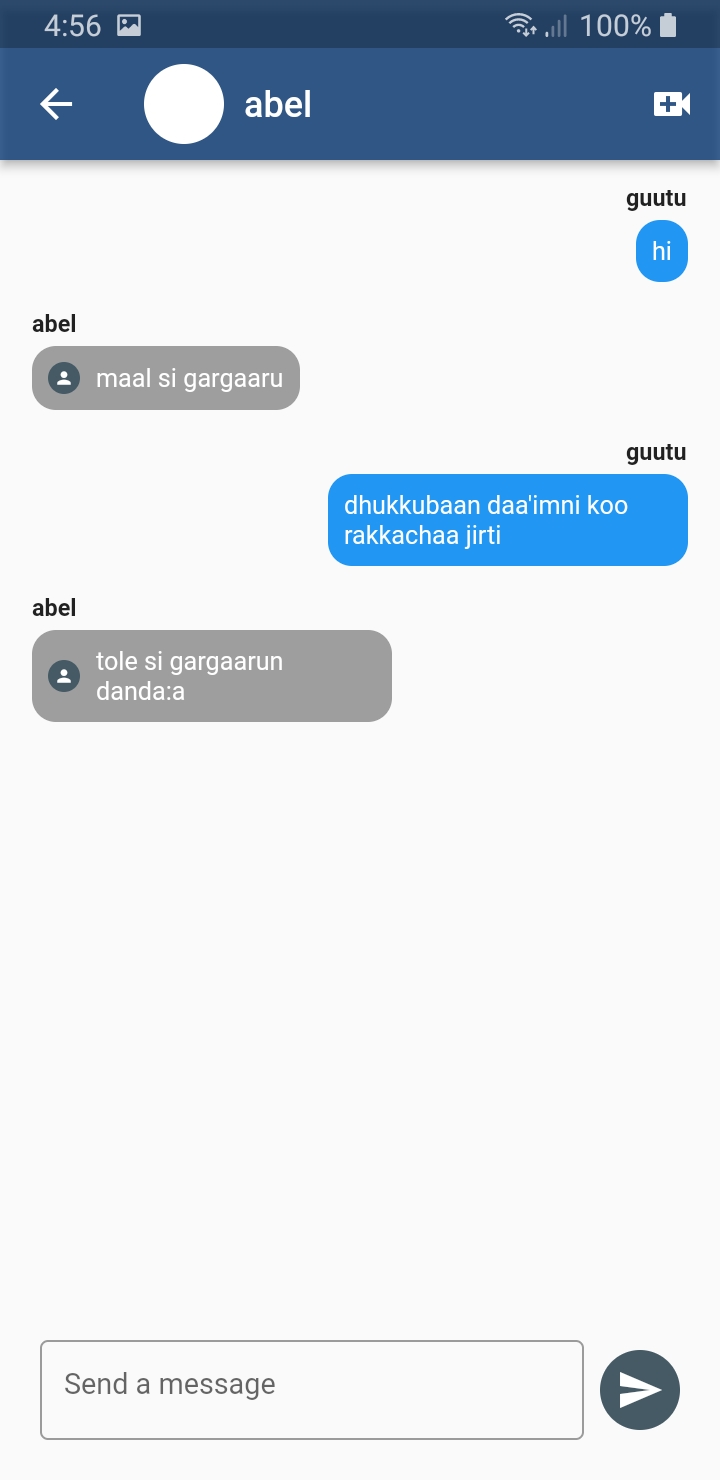 4:56
100%
abel
guutu
hi
abel
maal si gargaaru
guutu
dhukkubaan daa'imni koo
rakkachaa jirti
abel
tole si gargaarun
danda:a
Send a message